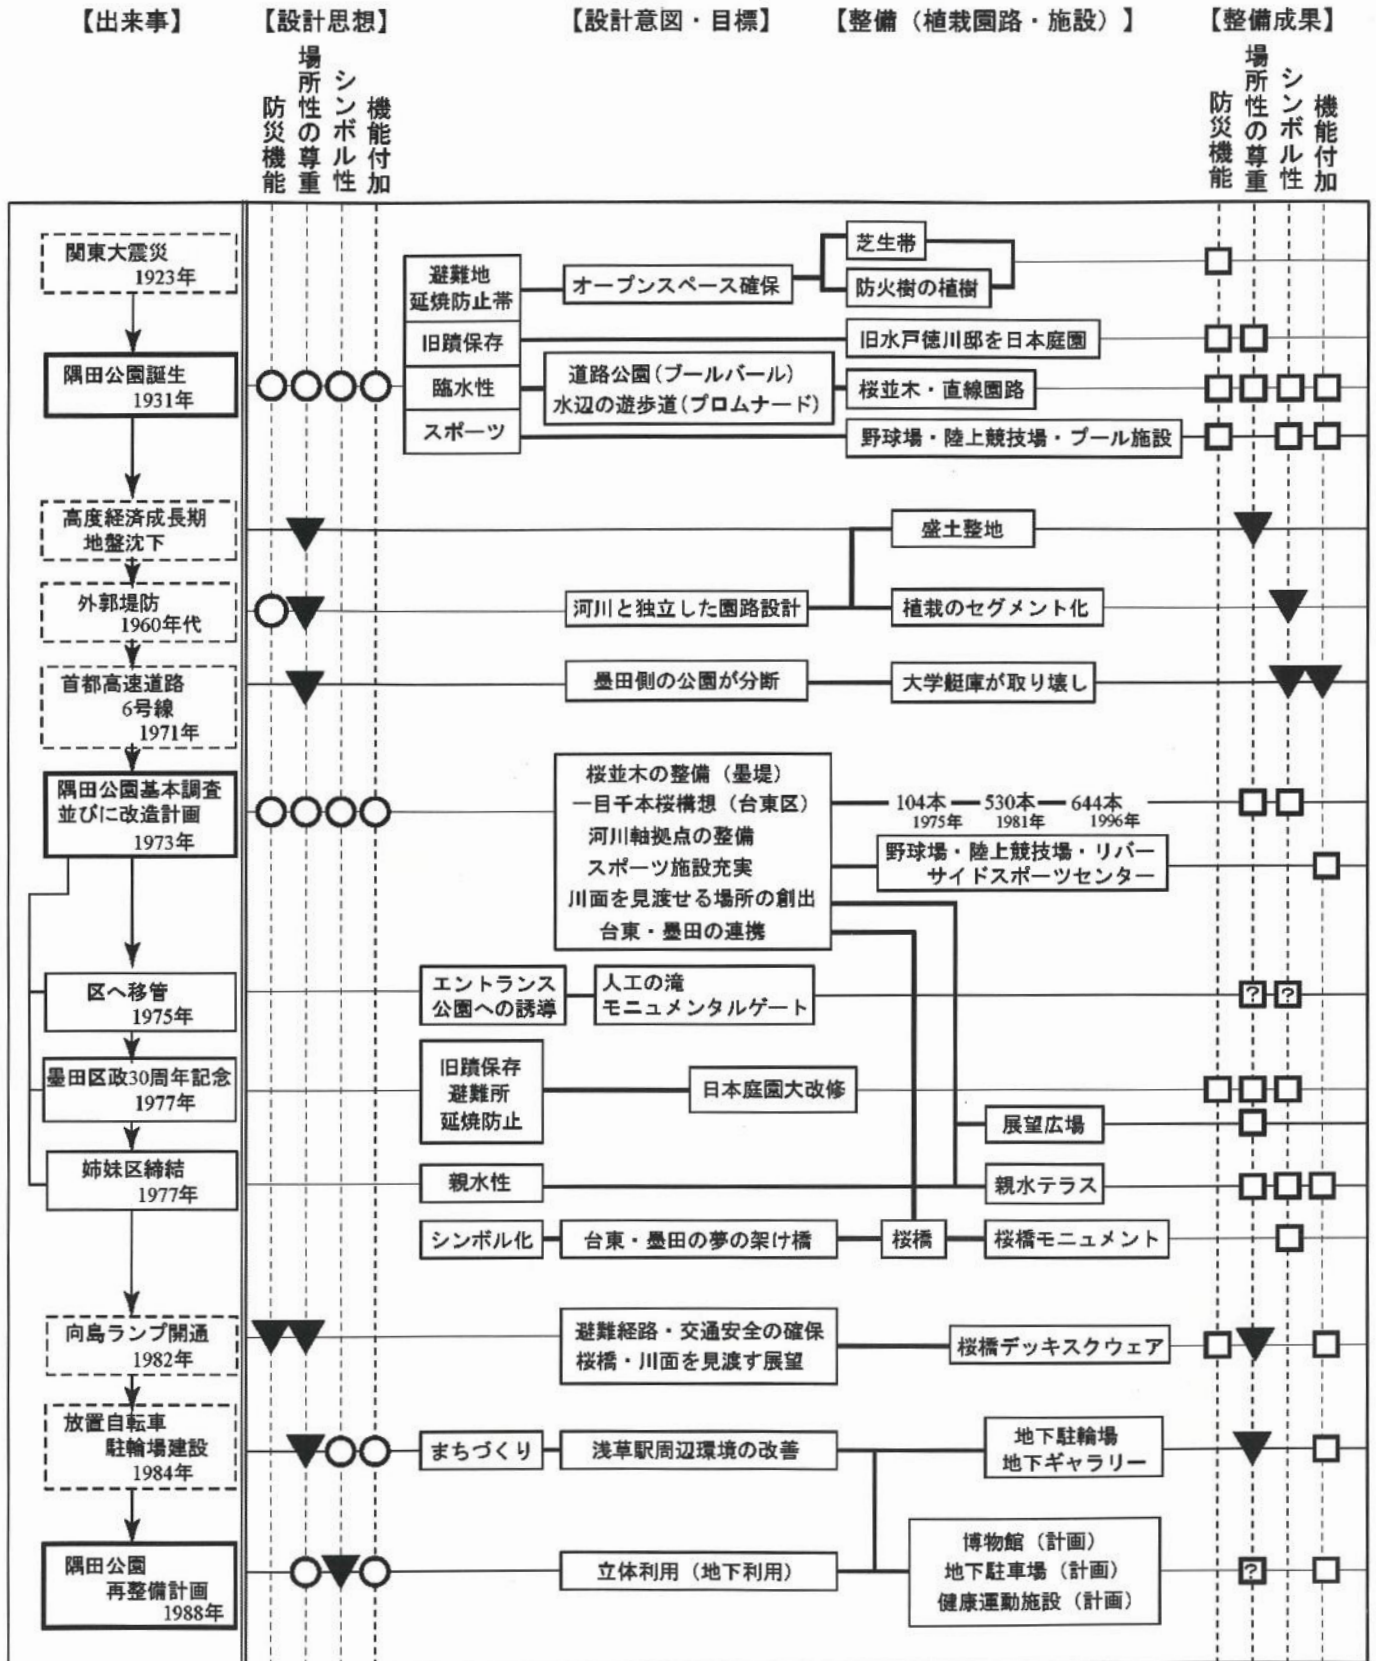 【出来事】
【設計思想】
【設計意図・目標】
【整備（植栽園路・施設）】
【整備成果】
防災機能
場所性の尊重
シンボル性
機能付加
防災機能
場所性の尊重
シンボル性
機能付加
関東大震災
1923年
避難地
延焼防止帯
オープンスペース確保
芝生帯
防火樹の植樹
旧蹟保存
旧水戸徳川邸を日本庭園
隅田公園誕生
1931年
臨水性
道路公園（ブールバール）
水辺の遊歩道（プロムナード）
桜並木・直線園路
スポーツ
野球場・陸上競技場・プール施設
高度経済成長期
地盤沈下
盛土整地
外郭堤防
1960年代
河川と独立した園路設計
植栽のセグメント化
首都高速道路
6号線
1971年
墨田側の公園が分断
大学艇庫が取り壊し
隅田公園基本調査
並びに改造計画
1973年
桜並木の整備（墨堤）
一目千本桜構想（台東区）
河川軸拠点の整備
スポーツ施設充実
川面を見渡せる場所の創出
台東・墨田の連携
104本 530本 644本
1975年 1981年 1996年
野球場・陸上競技場・リバー
サイドスポーツセンター
区へ移管
1975年
エントランス
公園への誘導
人工の滝
モニュメンタルゲート
? ?
墨田区政30周年記念
1977年
旧蹟保存
避難所
延焼防止
日本庭園大改修
展望広場
姉妹区締結
1977年
親水性
親水テラス
シンボル化
台東・墨田の夢の架け橋
桜橋
桜橋モニュメント
向島ランプ開通
1982年
避難経路・交通安全の確保
桜橋・川面を見渡す展望
桜橋デッキスクウェア
放置自転車
駐輪場建設
1984年
まちづくり
浅草駅周辺環境の改善
地下駐輪場
地下ギャラリー
隅田公園
再整備計画
1988年
立体利用（地下利用）
博物館（計画）
地下駐車場（計画）
健康運動施設（計画）
?